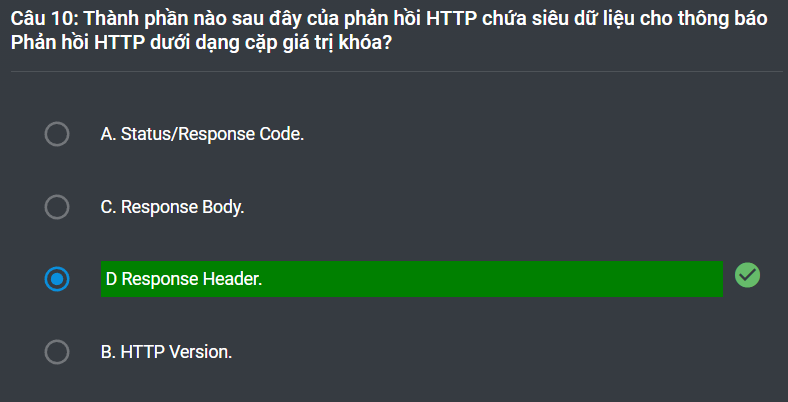 Câu 10: Thành phần nào sau đây của phản hồi HTTP chứa siêu dữ liệu cho thông báo
Phản hồi HTTP dưới dạng cặp giá trị khóa?
A. Status/Response Code.
C. Response Body.
D Response Header.
B. HTTP Version.